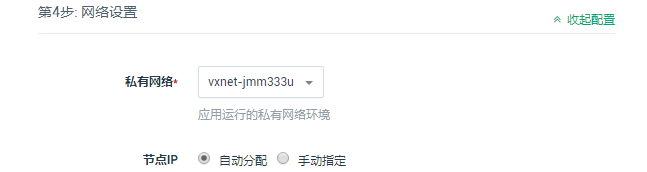 第4步: 网络设置
收起配置
私有网络*
vxnet-jmm333u
应用运行的私有网络环境
节点IP
自动分配 手动指定